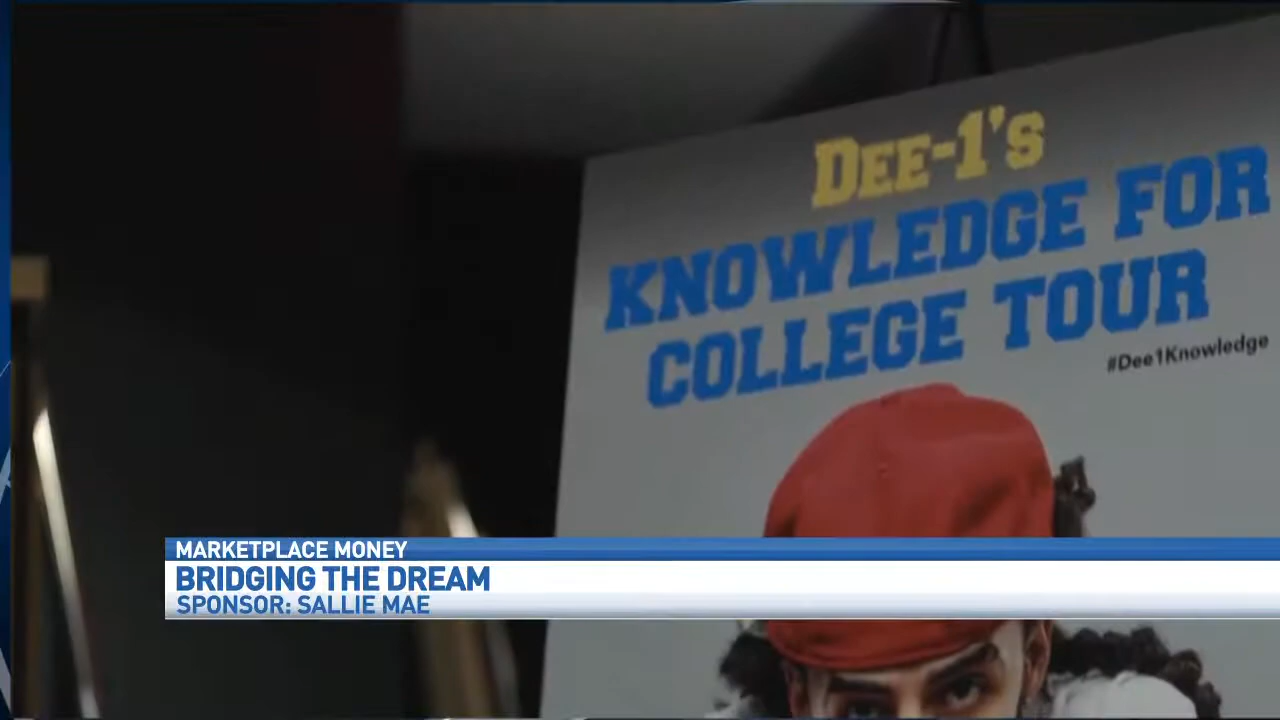 DEE-1'S
KNOWLEDGE FOR
COLLEGE TOUR
#Dee1Knowledge
MARKETPLACE MONEY
BRIDGING THE DREAM
SPONSOR: SALLIE MAE